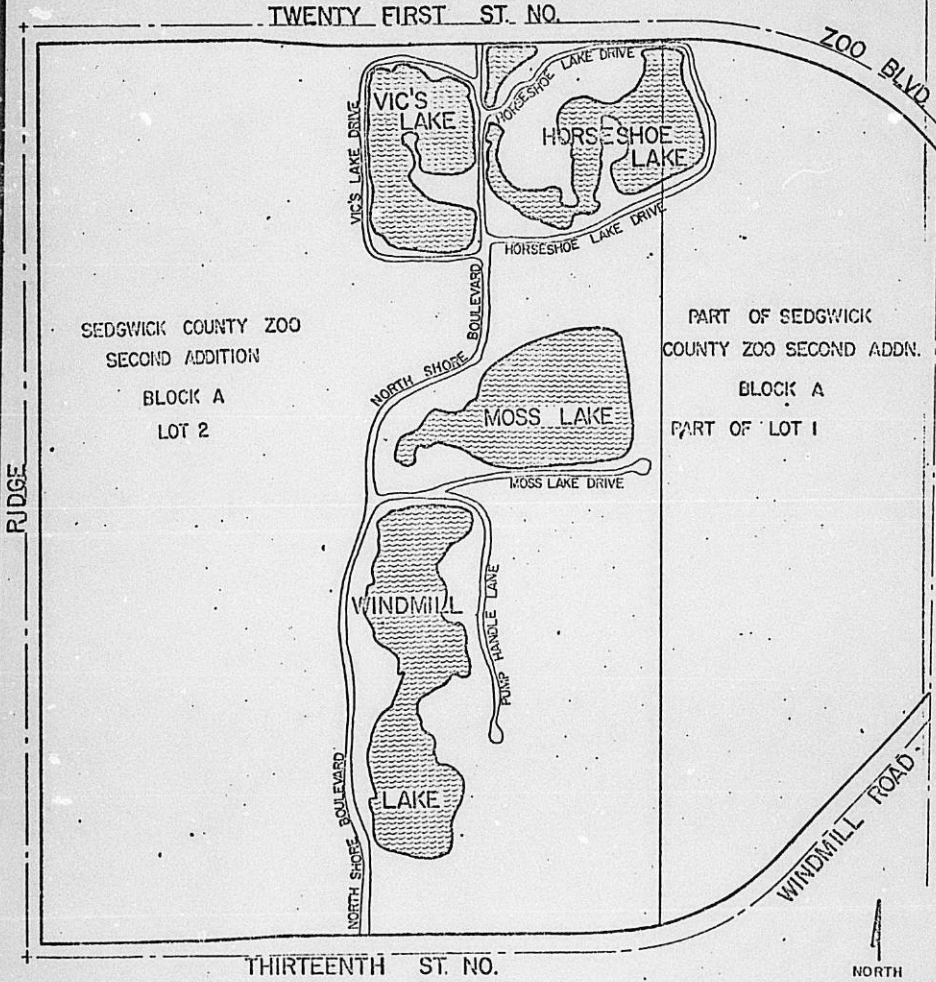 TWENTY FIRST ST. NO.
ZOO BLVD.
HORSESHOE LAKE DRIVE
VIC'S
LAKE
VIC'S LAKE DRIVE
HORSESHOE
LAKE
HORSESHOE LAKE DRIVE
NORTH SHORE BOULEVARD
SEDGWICK COUNTY ZOO
SECOND ADDITION
BLOCK A
LOT 2
PART OF SEDGWICK
COUNTY ZOO SECOND ADDN.
BLOCK A
PART OF LOT 1
MOSS LAKE
MOSS LAKE DRIVE
RIDGE
WINDMILL
LAKE
PUMP HANDLE LANE
NORTH SHORE BOULEVARD
WINDMILL ROAD
THIRTEENTH ST. NO.
NORTH